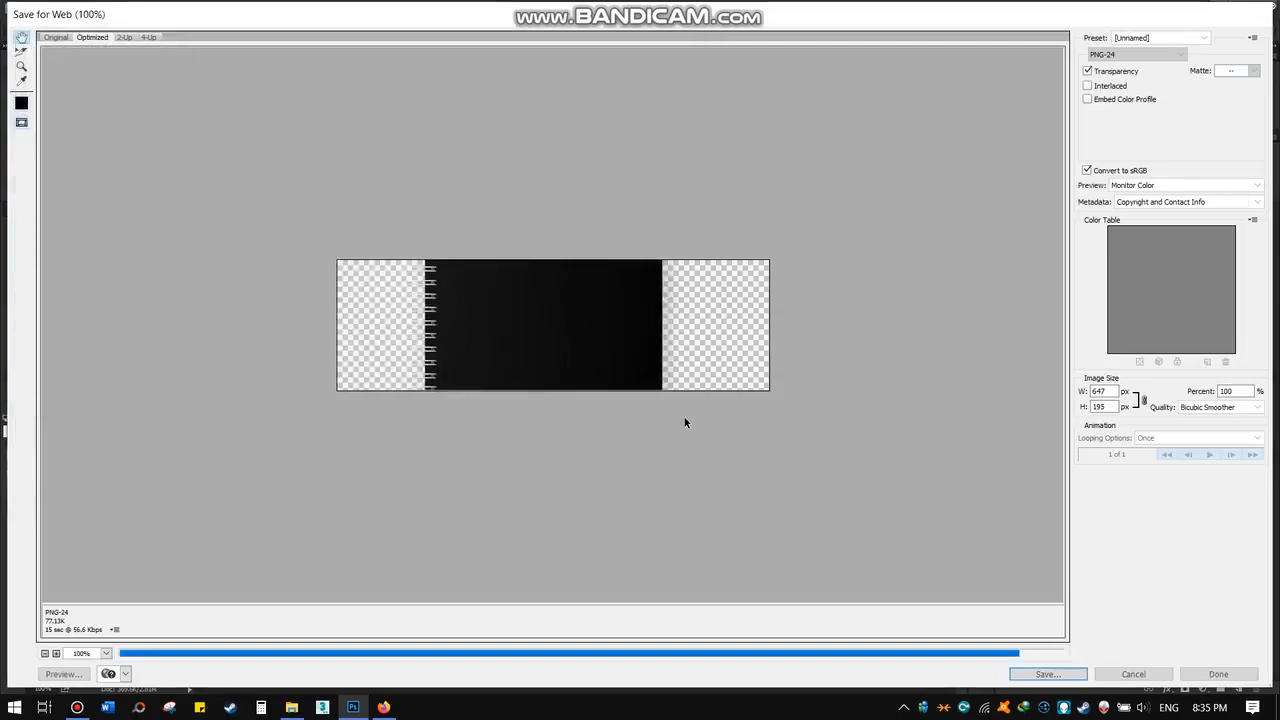 Save for Web (100%)
www.BANDICAM.com
Original Optimized 2-Up 4-Up
Preset: [Unnamed]
PNG-24
Transparency Matte: --
Interlaced
Embed Color Profile
Convert to sRGB
Preview: Monitor Color
Metadata: Copyright and Contact Info
Color Table
Image Size
W: 647 px Percent: 100 %
H: 195 px Quality: Bicubic Smoother
Animation
Looping Options: Once
1 of 1
PNG-24
77.13K
15 sec @ 56.6 Kbps
100%
Preview... Save... Cancel Done
8:35 PM
ENG